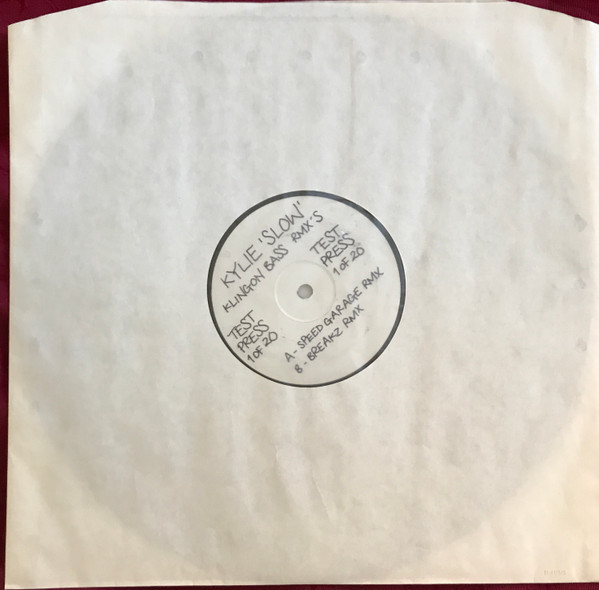 KYLIE 'SLOW'
KLINGON BASS RMX'S
TEST
PRESS
1 OF 20
TEST
PRESS
1 OF 20
A - SPEED GARAGE RMX
B - BREAKZ RMX